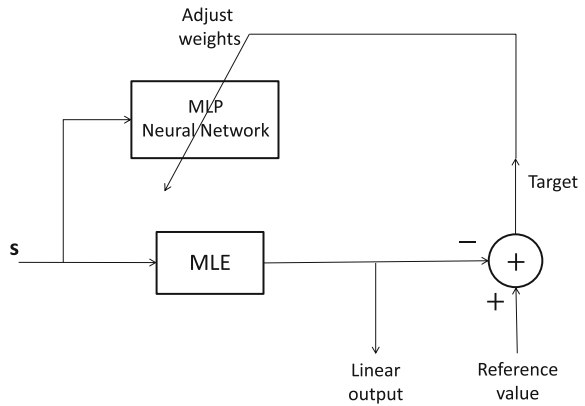 Adjust
weights
MLP
Neural Network
Target
s
MLE
−
+
+
Linear
output
Reference
value